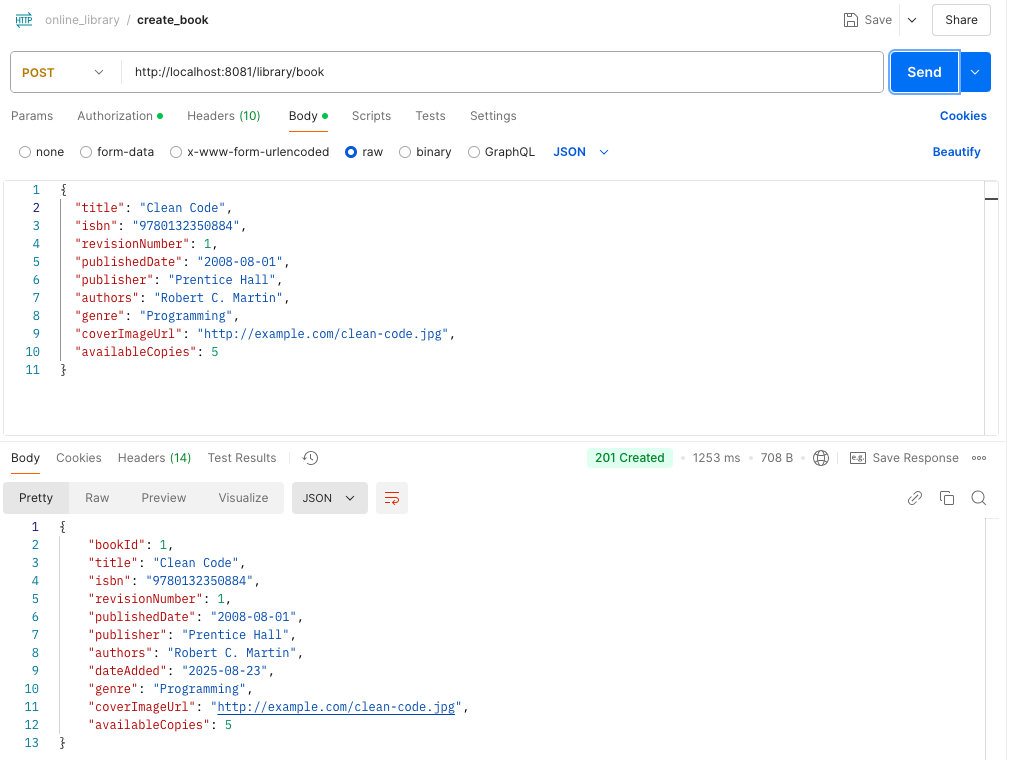 HTTP online_library / create_book Save Share
POST http://localhost:8081/library/book Send
Params Authorization Headers (10) Body Scripts Tests Settings Cookies
none form-data x-www-form-urlencoded raw binary GraphQL JSON Beautify
1 {
2 "title": "Clean Code",
3 "isbn": "9780132350884",
4 "revisionNumber": 1,
5 "publishedDate": "2008-08-01",
6 "publisher": "Prentice Hall",
7 "authors": "Robert C. Martin",
8 "genre": "Programming",
9 "coverImageUrl": "http://example.com/clean-code.jpg",
10 "availableCopies": 5
11 }
Body Cookies Headers (14) Test Results 201 Created • 1253 ms • 708 B • e.g. Save Response
Pretty Raw Preview Visualize JSON
1 {
2 "bookId": 1,
3 "title": "Clean Code",
4 "isbn": "9780132350884",
5 "revisionNumber": 1,
6 "publishedDate": "2008-08-01",
7 "publisher": "Prentice Hall",
8 "authors": "Robert C. Martin",
9 "dateAdded": "2025-08-23",
10 "genre": "Programming",
11 "coverImageUrl": "http://example.com/clean-code.jpg",
12 "availableCopies": 5
13 }